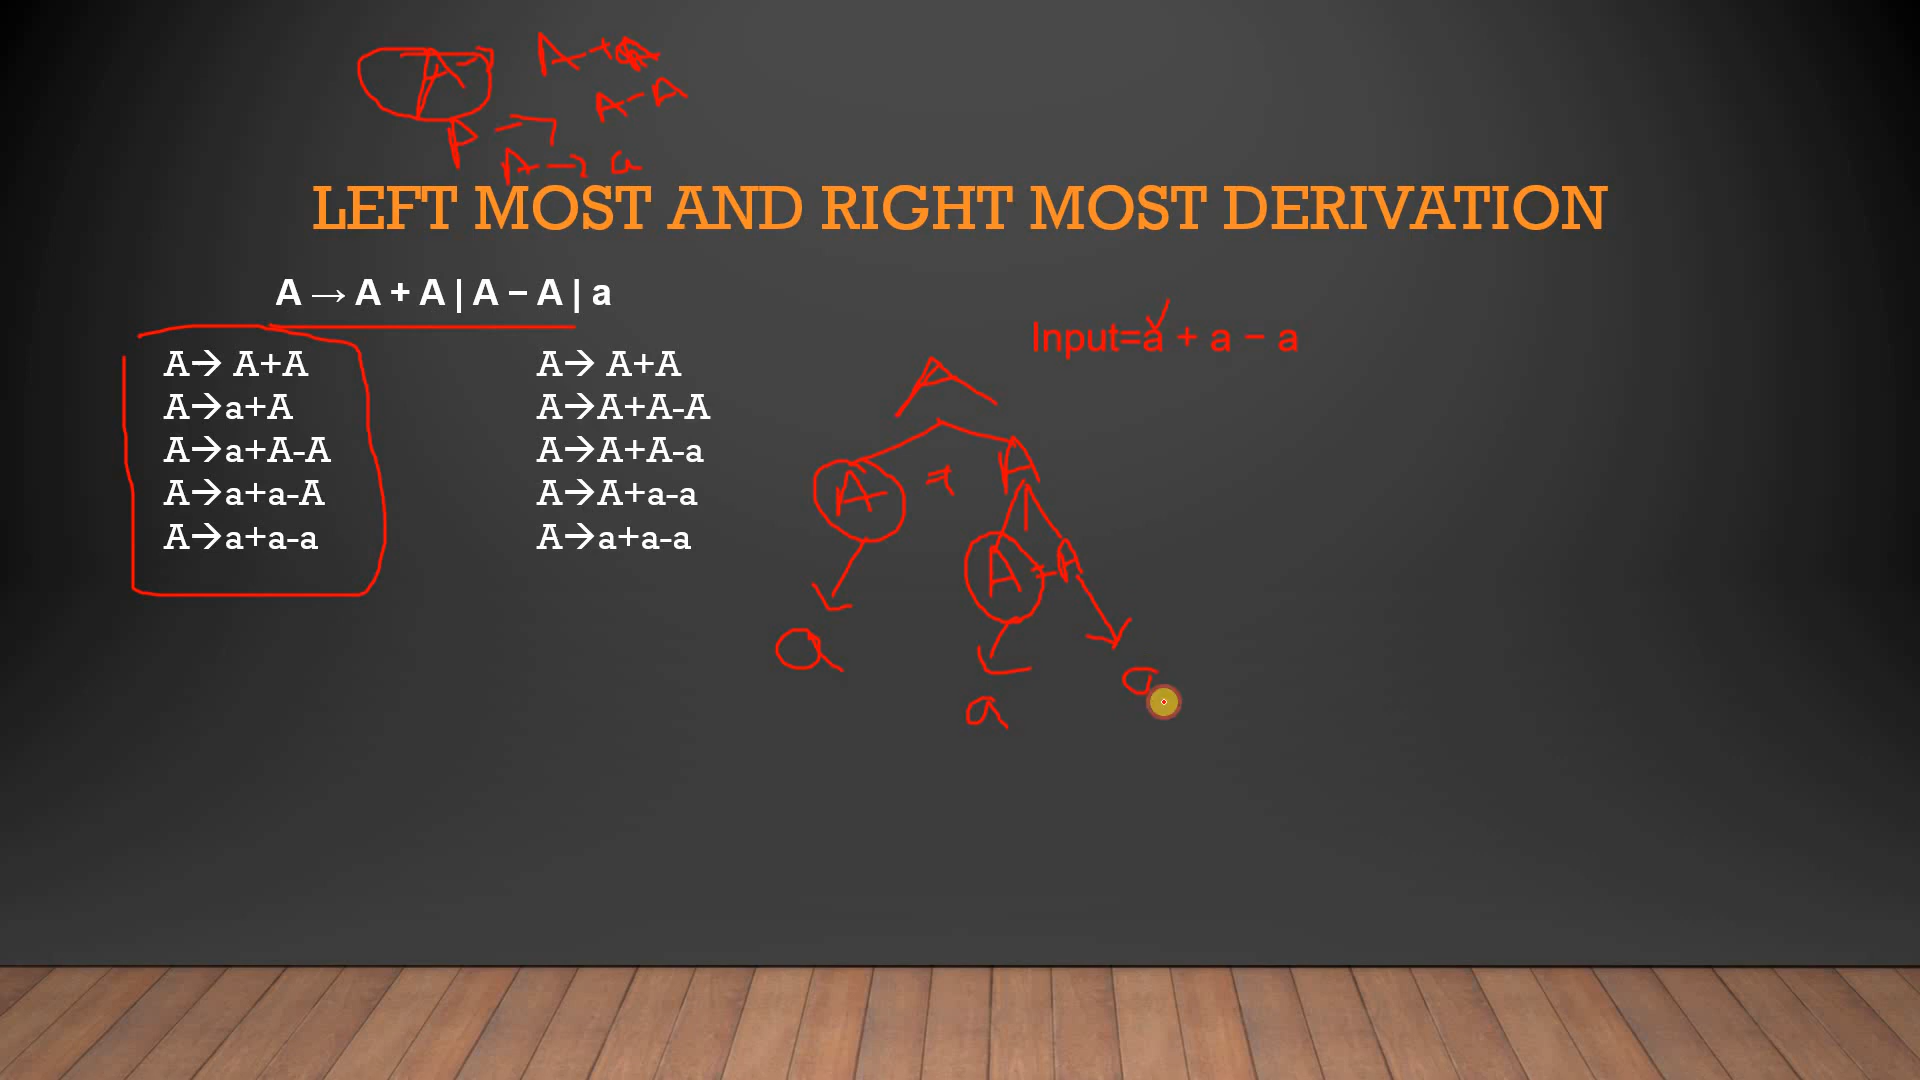 A → A+A
A-A
A →
A → a
LEFT MOST AND RIGHT MOST DERIVATION
A → A + A | A − A | a
Input=a + a − a
A→ A+A
A→a+A
A→a+A-A
A→a+a-A
A→a+a-a
A→ A+A
A→A+A-A
A→A+A-a
A→A+a-a
A→a+a-a
A
A + A
A - A
a
a
a